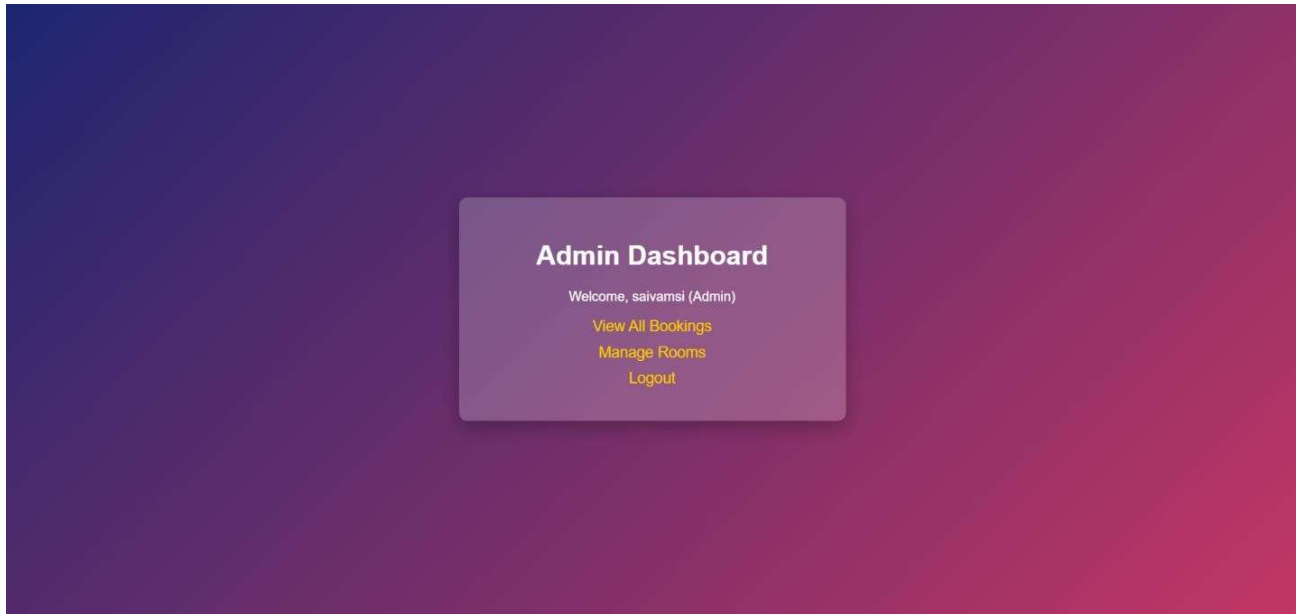 Admin Dashboard
Welcome, saivamsi (Admin)
View All Bookings
Manage Rooms
Logout